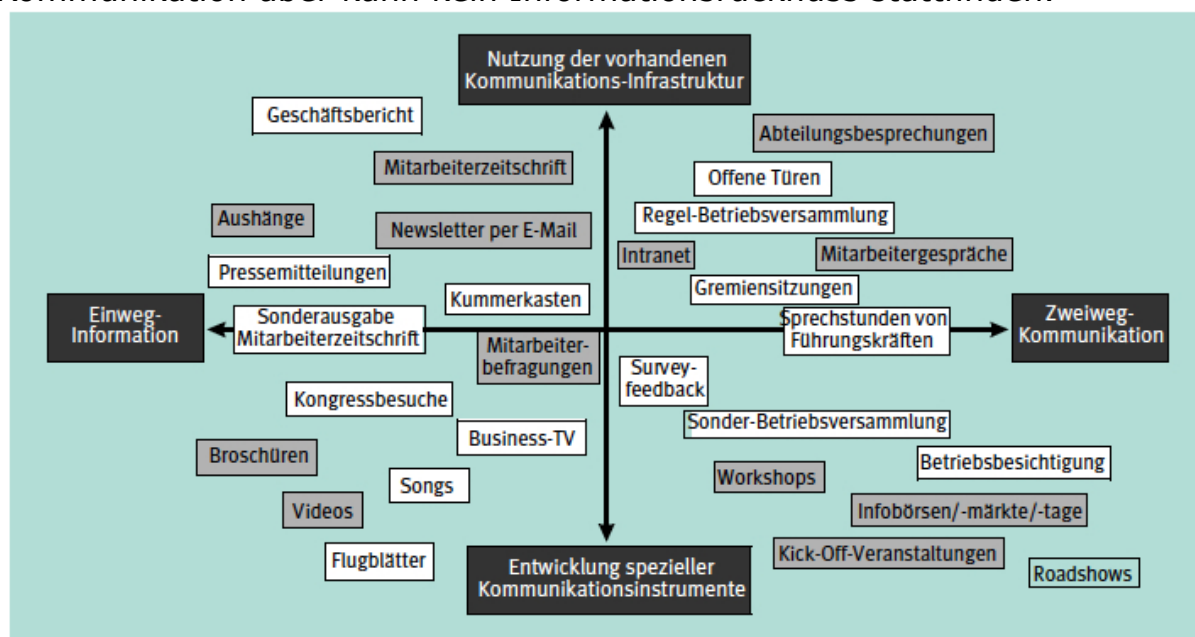 Kommunikation aber kann kein Informationsrückfluss stattfinden.
Nutzung der vorhandenen
Kommunikations-Infrastruktur
Geschäftsbericht
Abteilungsbesprechungen
Mitarbeiterzeitschrift
Offene Türen
Aushänge
Newsletter per E-Mail
Regel-Betriebsversammlung
Intranet
Mitarbeitergespräche
Pressemitteilungen
Kummerkasten
Gremiensitzungen
Einweg-
Information
Sonderausgabe
Mitarbeiterzeitschrift
Sprechstunden von
Führungskräften
Zweiweg-
Kommunikation
Mitarbeiter-
befragungen
Survey-
feedback
Kongressbesuche
Business-TV
Sonder-Betriebsversammlung
Broschüren
Songs
Workshops
Betriebsbesichtigung
Videos
Infobörsen/-märkte/-tage
Flugblätter
Entwicklung spezieller
Kommunikationsinstrumente
Kick-Off-Veranstaltungen
Roadshows